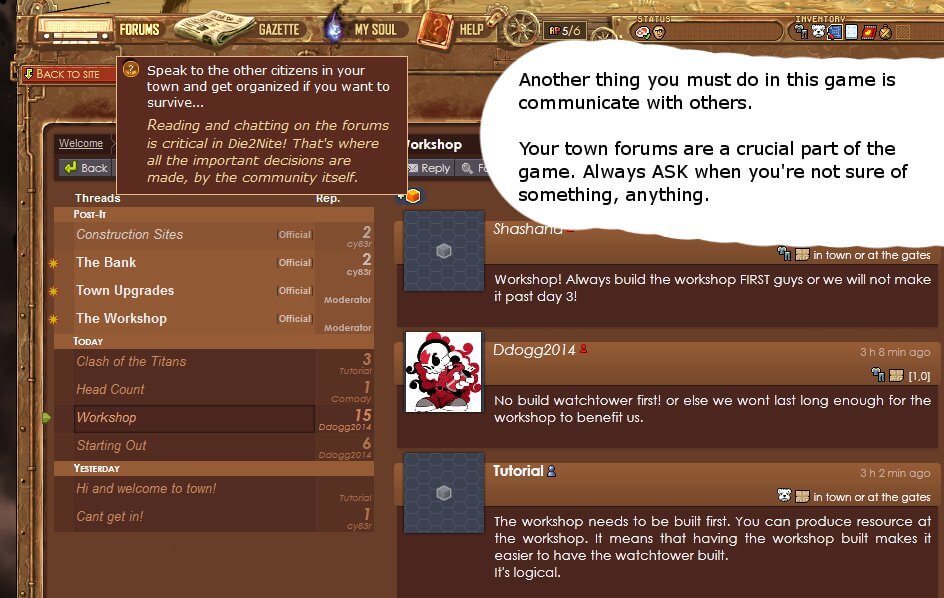 FORUMS
GAZETTE
MY SOUL
HELP
AP 5/6
STATUS
INVENTORY
BACK TO SITE
Speak to the other citizens in your
town and get organized if you want to
survive...
Reading and chatting on the forums
is critical in Die2Nite! That's where
all the important decisions are
made, by the community itself.
Another thing you must do in this game is
communicate with others.
Your town forums are a crucial part of the
game. Always ASK when you're not sure of
something, anything.
Welcome
Back
Threads Rep.
POST-IT
Construction Sites Official 2
cy83r
The Bank Official 2
cy83r
Town Upgrades Official
Moderator
The Workshop Official
Moderator
TODAY
Clash of the Titans 3
Tutorial
Head Count 1
Comody
Workshop 15
Ddogg2014
Starting Out 6
Ddogg2014
YESTERDAY
Hi and welcome to town!
Tutorial
Cant get in! 1
cy83r
orkshop
Reply
Fo
Shashana
in town or at the gates
Workshop! Always build the workshop FIRST guys or we will not make
it past day 3!
Ddogg2014 3 h 8 min ago
[1,0]
No build watchtower first! or else we wont last long enough for the
workshop to benefit us.
Tutorial 3 h 2 min ago
in town or at the gates
The workshop needs to be built first. You can produce resource at
the workshop. It means that having the workshop built makes it
easier to have the watchtower built.
It's logical.